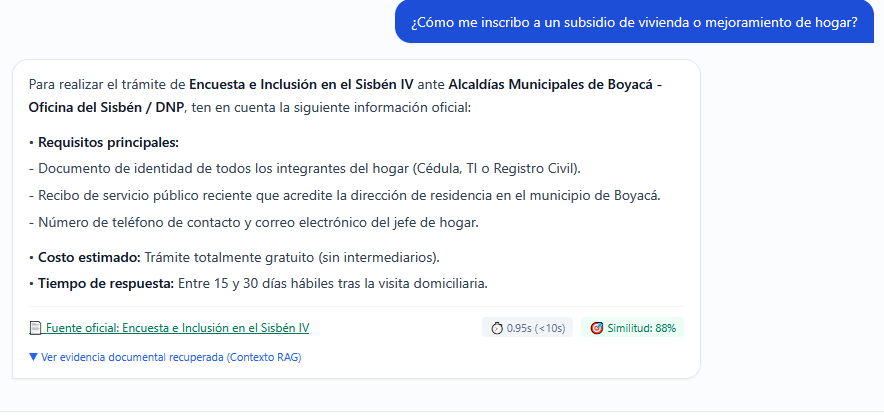 ¿Cómo me inscribo a un subsidio de vivienda o mejoramiento de hogar?
Para realizar el trámite de Encuesta e Inclusión en el Sisbén IV ante Alcaldías Municipales de Boyacá -
Oficina del Sisbén / DNP, ten en cuenta la siguiente información oficial:
• Requisitos principales:
- Documento de identidad de todos los integrantes del hogar (Cédula, TI o Registro Civil).
- Recibo de servicio público reciente que acredite la dirección de residencia en el municipio de Boyacá.
- Número de teléfono de contacto y correo electrónico del jefe de hogar.
• Costo estimado: Trámite totalmente gratuito (sin intermediarios).
• Tiempo de respuesta: Entre 15 y 30 días hábiles tras la visita domiciliaria.
Fuente oficial: Encuesta e Inclusión en el Sisbén IV
0.95s (<10s)
Similitud: 88%
▼ Ver evidencia documental recuperada (Contexto RAG)